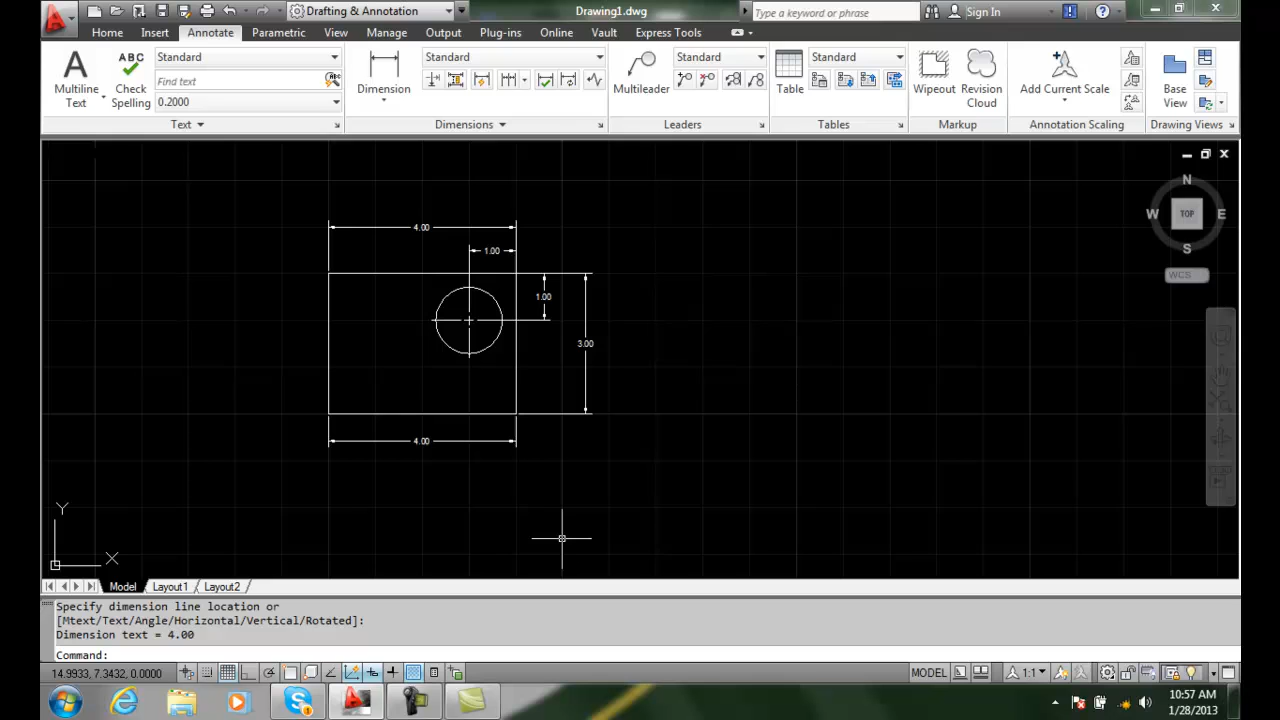 Drafting & Annotation
Drawing1.dwg
Type a keyword or phrase
Sign In
Home
Insert
Annotate
Parametric
View
Manage
Output
Plug-ins
Online
Vault
Express Tools
Multiline
Text
ABC
Check
Spelling
Standard
Find text
0.2000
Text
Dimension
Standard
Dimensions
Multileader
Standard
Leaders
Table
Standard
Tables
Wipeout
Revision
Cloud
Markup
Add Current Scale
Annotation Scaling
Base
View
Drawing Views
N
W
TOP
E
S
WCS
4.00
1.00
1.00
3.00
4.00
Y
X
Model
Layout1
Layout2
Specify dimension line location or
[Mtext/Text/Angle/Horizontal/Vertical/Rotated]:
Dimension text = 4.00
Command:
14.9933, 7.3432, 0.0000
MODEL
1:1
10:57 AM
1/28/2013